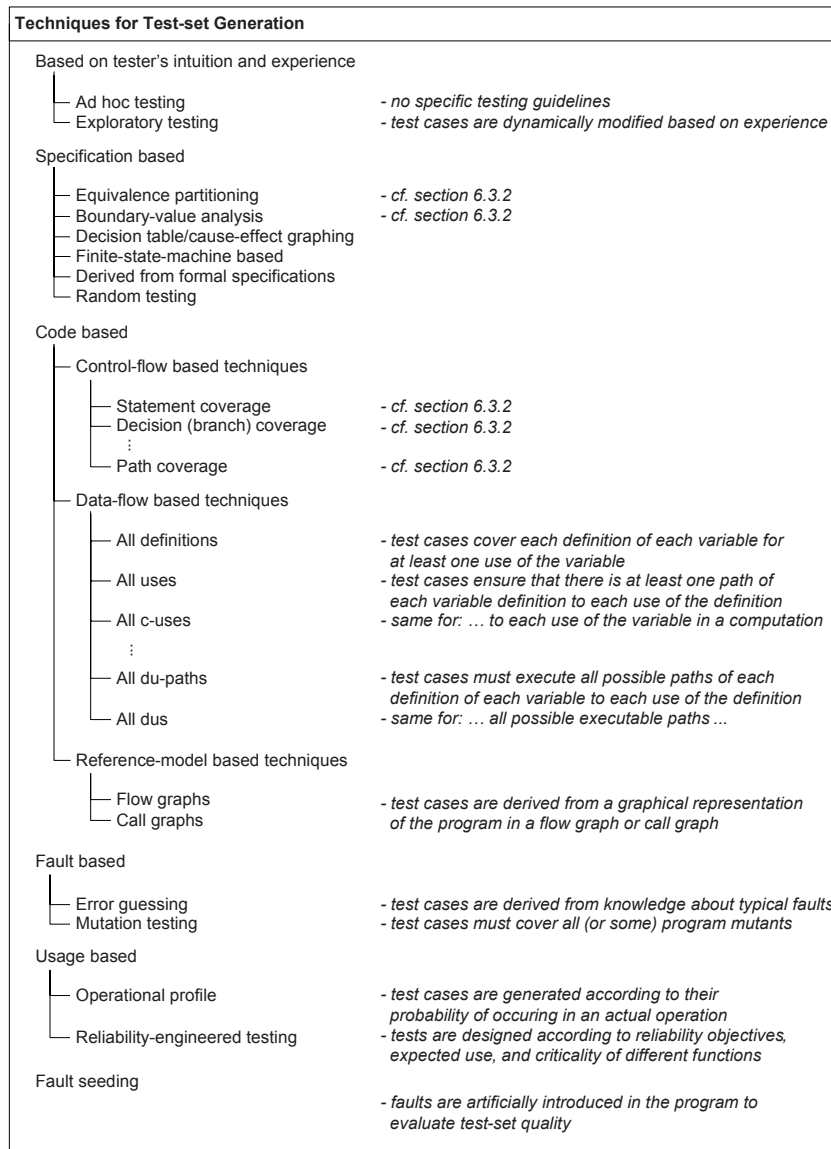 Techniques for Test-set Generation
Based on tester's intuition and experience
Ad hoc testing - no specific testing guidelines
Exploratory testing - test cases are dynamically modified based on experience
Specification based
Equivalence partitioning - cf. section 6.3.2
Boundary-value analysis - cf. section 6.3.2
Decision table/cause-effect graphing
Finite-state-machine based
Derived from formal specifications
Random testing
Code based
Control-flow based techniques
Statement coverage - cf. section 6.3.2
Decision (branch) coverage - cf. section 6.3.2
⋮
Path coverage - cf. section 6.3.2
Data-flow based techniques
All definitions - test cases cover each definition of each variable for
at least one use of the variable
All uses - test cases ensure that there is at least one path of
each variable definition to each use of the definition
All c-uses - same for: … to each use of the variable in a computation
⋮
All du-paths - test cases must execute all possible paths of each
definition of each variable to each use of the definition
All dus - same for: … all possible executable paths ...
Reference-model based techniques
Flow graphs - test cases are derived from a graphical representation
Call graphs of the program in a flow graph or call graph
Fault based
Error guessing - test cases are derived from knowledge about typical faults
Mutation testing - test cases must cover all (or some) program mutants
Usage based
Operational profile - test cases are generated according to their
probability of occuring in an actual operation
Reliability-engineered testing - tests are designed according to reliability objectives,
expected use, and criticality of different functions
Fault seeding
- faults are artificially introduced in the program to
evaluate test-set quality